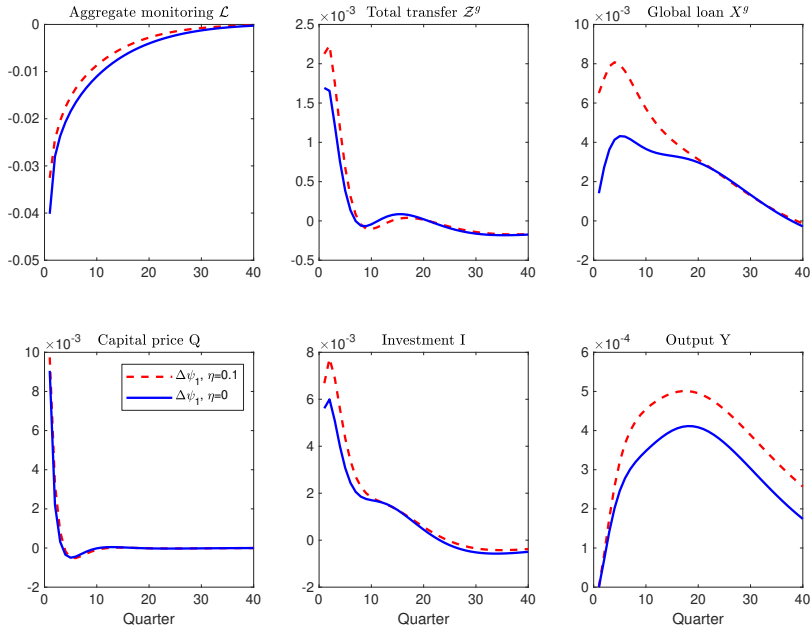 Aggregate monitoring ℒ
0
-0.01
-0.02
-0.03
-0.04
-0.05
0 10 20 30 40
Total transfer 𝒵^g
×10^-3
2.5
2
1.5
1
0.5
0
-0.5
0 10 20 30 40
Global loan X^g
×10^-3
10
8
6
4
2
0
-2
0 10 20 30 40
Capital price Q
×10^-3
10
8
6
4
2
0
-2
0 10 20 30 40
Quarter
Δψ_1, η=0.1
Δψ_1, η=0
Investment I
×10^-3
8
6
4
2
0
-2
0 10 20 30 40
Quarter
Output Y
×10^-4
6
5
4
3
2
1
0
0 10 20 30 40
Quarter